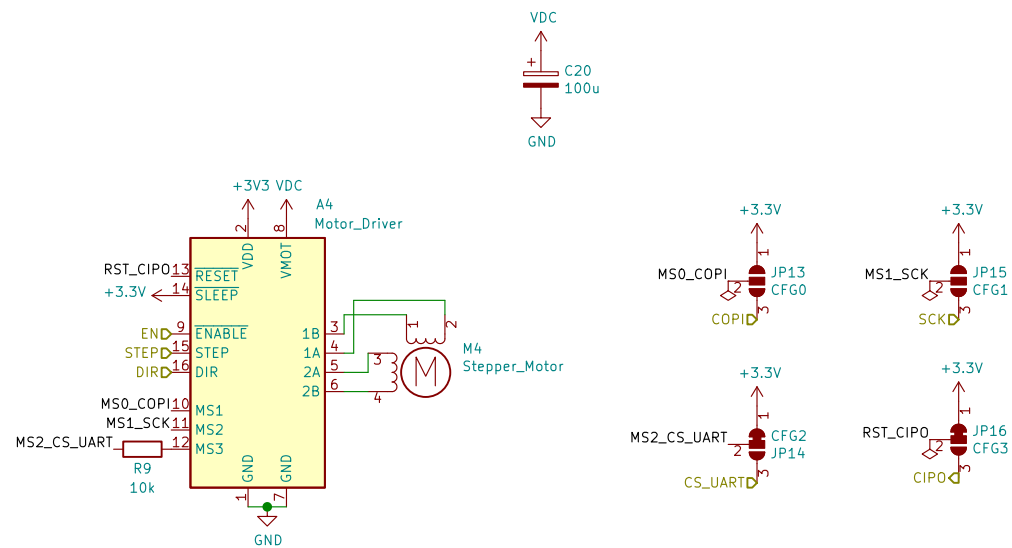 VDC
+
C20
100u
GND
+3V3 VDC
A4
Motor_Driver
2
8
VDD
VMOT
RST_CIPO
13
RESET
+3.3V
14
SLEEP
EN
9
ENABLE
STEP
15
STEP
DIR
16
DIR
MS0_COPI
10
MS1
MS1_SCK
11
MS2
MS2_CS_UART
12
MS3
R9
10k
3
1B
4
1A
5
2A
6
2B
1
2
3
4
M
M4
Stepper_Motor
GND
GND
1
7
GND
+3.3V
1
MS0_COPI
2
JP13
CFG0
3
COPI
+3.3V
1
MS1_SCK
2
JP15
CFG1
3
SCK
+3.3V
1
MS2_CS_UART
2
CFG2
JP14
3
CS_UART
+3.3V
1
RST_CIPO
2
JP16
CFG3
3
CIPO